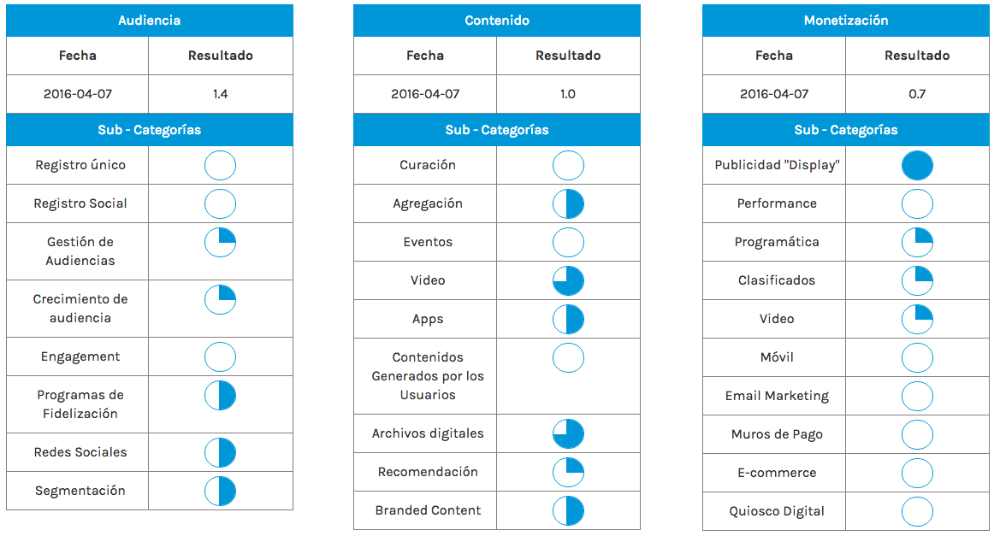 Audiencia
Fecha Resultado
2016-04-07 1.4
Sub - Categorías
Registro único
Registro Social
Gestión de
Audiencias
Crecimiento de
audiencia
Engagement
Programas de
Fidelización
Redes Sociales
Segmentación
Contenido
Fecha Resultado
2016-04-07 1.0
Sub - Categorías
Curación
Agregación
Eventos
Video
Apps
Contenidos
Generados por los
Usuarios
Archivos digitales
Recomendación
Branded Content
Monetización
Fecha Resultado
2016-04-07 0.7
Sub - Categorías
Publicidad "Display"
Performance
Programática
Clasificados
Video
Móvil
Email Marketing
Muros de Pago
E-commerce
Quiosco Digital